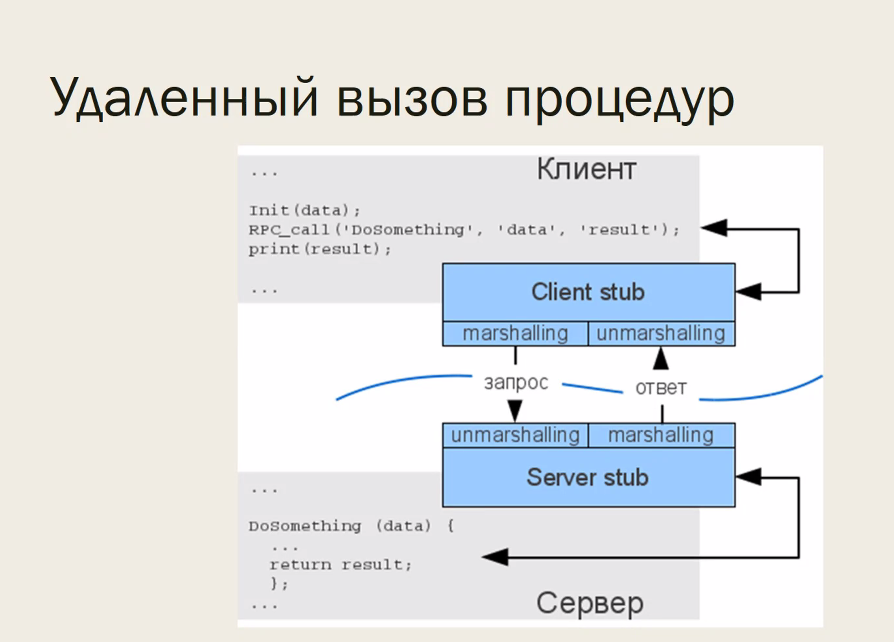 Удаленный вызов процедур
...
Клиент
Init(data);
RPC_call('DoSomething', 'data', 'result');
print(result);
...
Client stub
marshalling unmarshalling
запрос ответ
unmarshalling marshalling
Server stub
...
DoSomething (data) {
...
return result;
};
...
Сервер